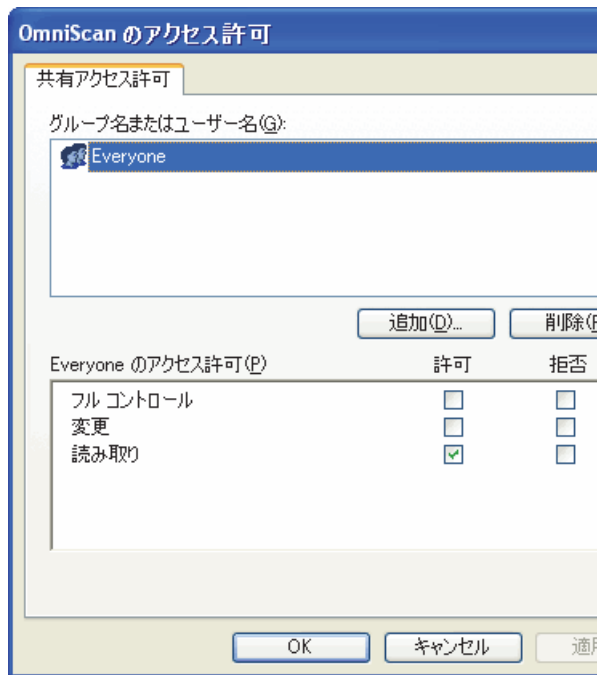 OmniScan のアクセス許可
共有アクセス許可
グループ名またはユーザー名(G):
Everyone
追加(D)... 削除(
Everyone のアクセス許可(P) 許可 拒否
フル コントロール
変更
読み取り
OK キャンセル 適